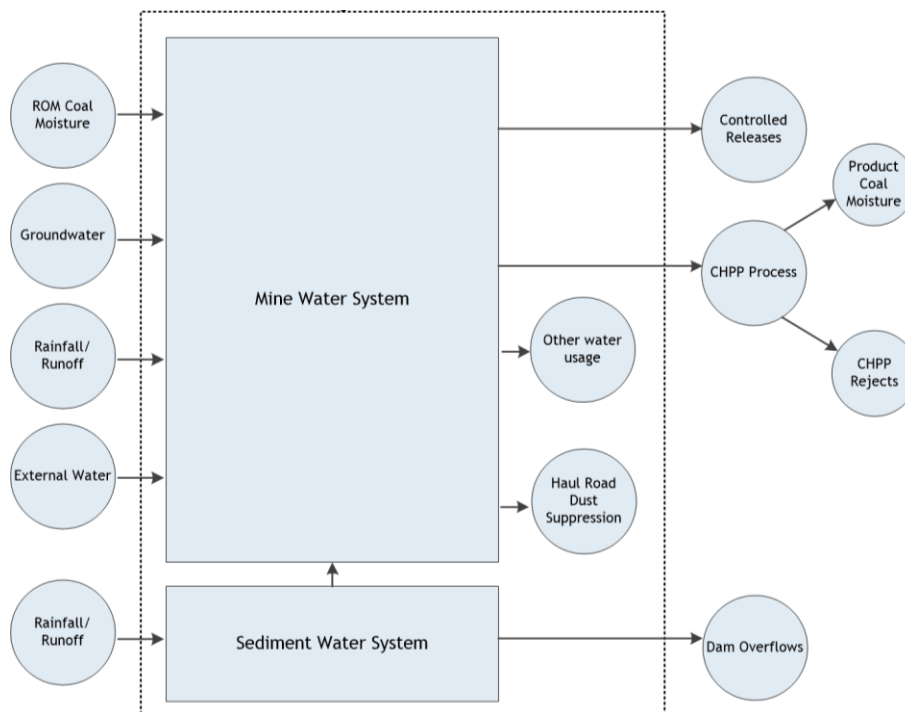 ROM Coal
Moisture
Groundwater
Rainfall/
Runoff
External Water
Rainfall/
Runoff
Mine Water System
Sediment Water System
Controlled
Releases
Product
Coal
Moisture
CHPP Process
CHPP
Rejects
Other water
usage
Haul Road
Dust
Suppression
Dam Overflows